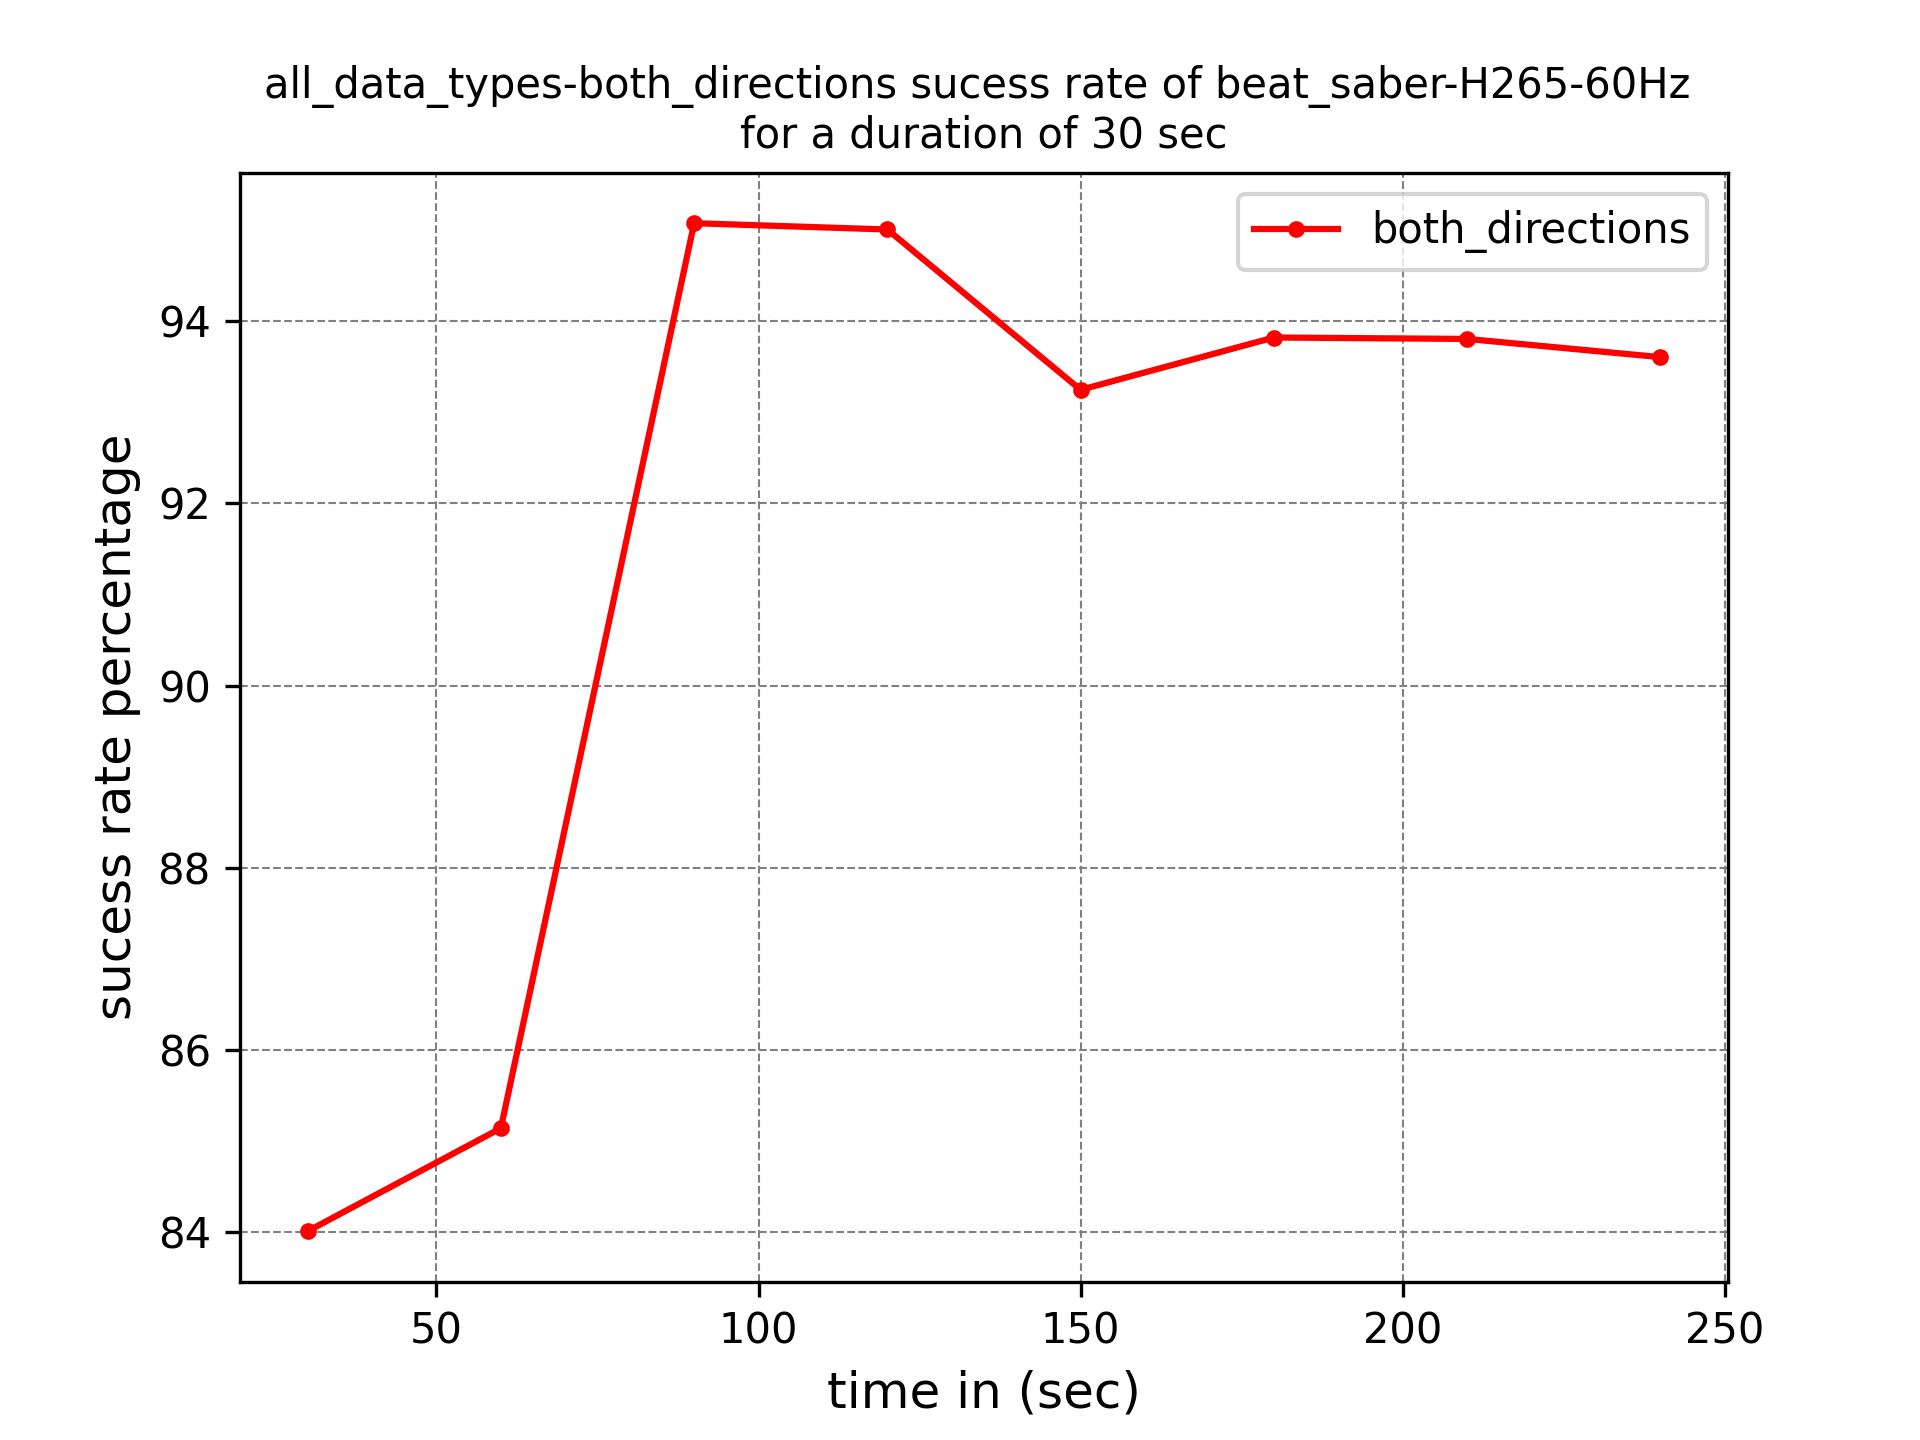 all_data_types-both_directions sucess rate of beat_saber-H265-60Hz
for a duration of 30 sec
both_directions
94
92
90
88
86
84
sucess rate percentage
50 100 150 200 250
time in (sec)